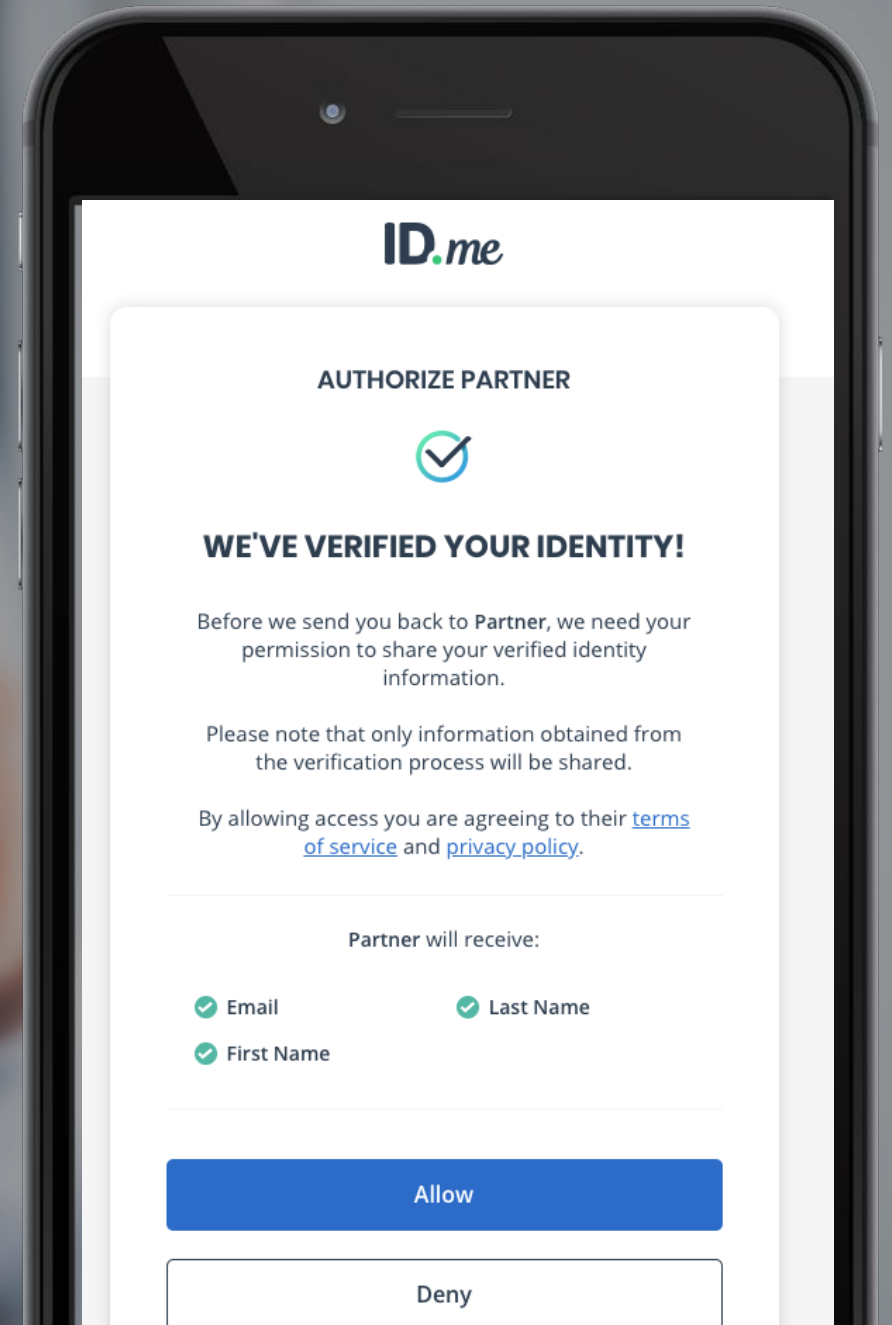 ID.me
AUTHORIZE PARTNER
WE'VE VERIFIED YOUR IDENTITY!
Before we send you back to Partner, we need your
permission to share your verified identity
information.
Please note that only information obtained from
the verification process will be shared.
By allowing access you are agreeing to their terms
of service and privacy policy.
Partner will receive:
Email
Last Name
First Name
Allow
Deny